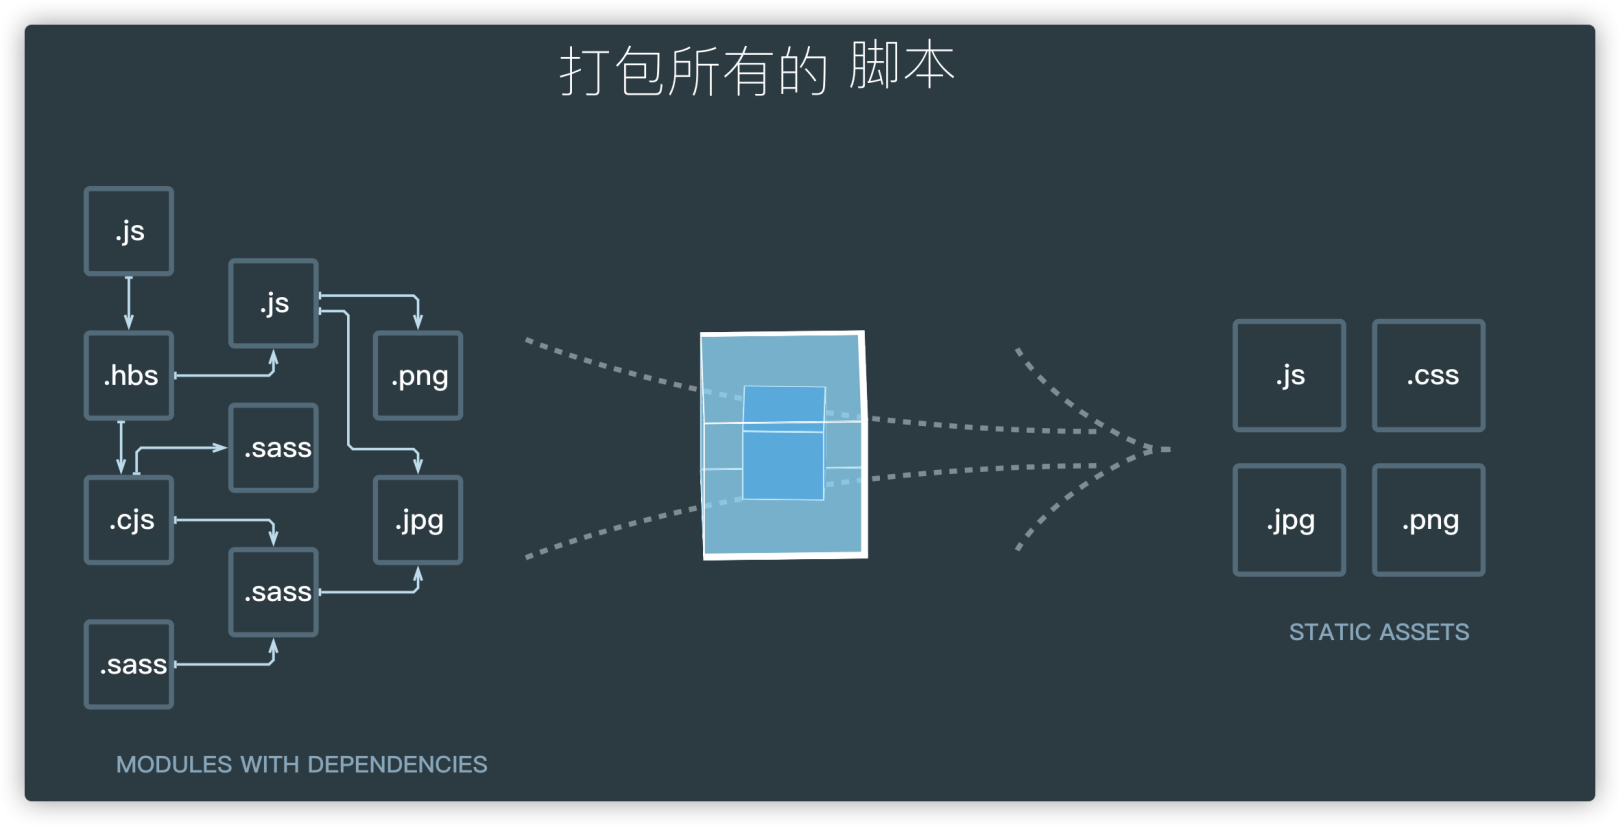 打包所有的 脚本
.js
.js
.hbs
.png
.sass
.cjs
.jpg
.sass
.sass
MODULES WITH DEPENDENCIES
.js
.css
.jpg
.png
STATIC ASSETS